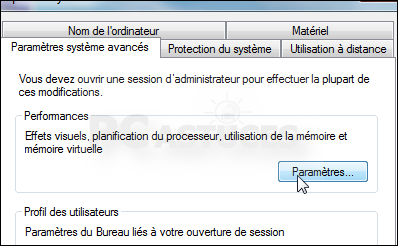 Nom de l'ordinateur
Matériel
Paramètres système avancés
Protection du système
Utilisation à distance
Vous devez ouvrir une session d'administrateur pour effectuer la plupart de
ces modifications.
Performances
Effets visuels, planification du processeur, utilisation de la mémoire et
mémoire virtuelle
PC ASTUCES
Paramètres...
Profil des utilisateurs
Paramètres du Bureau liés à votre ouverture de session